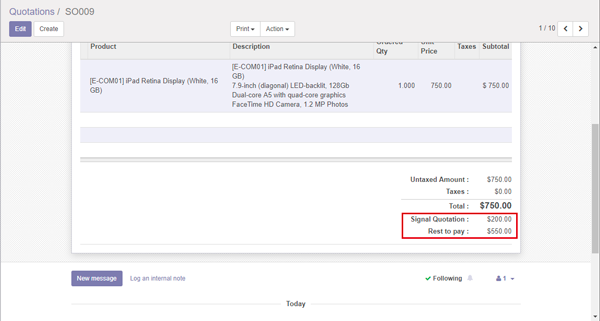 Quotations / SO009
Edit Create Print Action 1 / 10
Product Description Ordered Qty Unit Price Taxes Subtotal
[E-COM01] iPad Retina Display (White, 16 GB)
[E-COM01] iPad Retina Display (White, 16
GB)
7.9-inch (diagonal) LED-backlit, 128Gb
Dual-core A5 with quad-core graphics
FaceTime HD Camera, 1.2 MP Photos
1.000 750.00 $ 750.00
Untaxed Amount : $750.00
Taxes : $0.00
Total : $750.00
Signal Quotation : $200.00
Rest to pay : $550.00
New message Log an internal note Following 1
Today